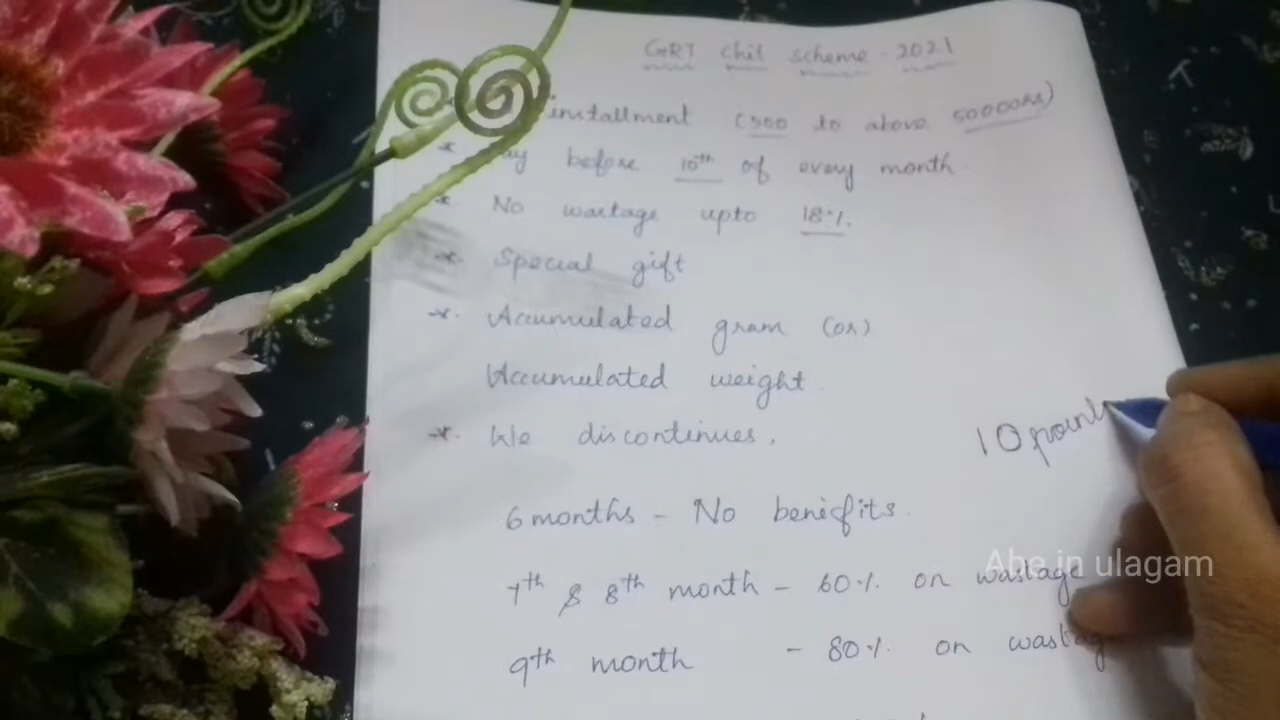 GRT Chit Scheme - 2021
installment (500 to above 50000Rs)
before 10th of every month
* No wastage upto 18%.
* Special gift
* Accumulated gram (or)
Accumulated weight.
* We discontinues.
10 points
6 months - No benefits.
7th & 8th month - 60% on wastage
9th month - 80% on wastag
Abe in ulagam